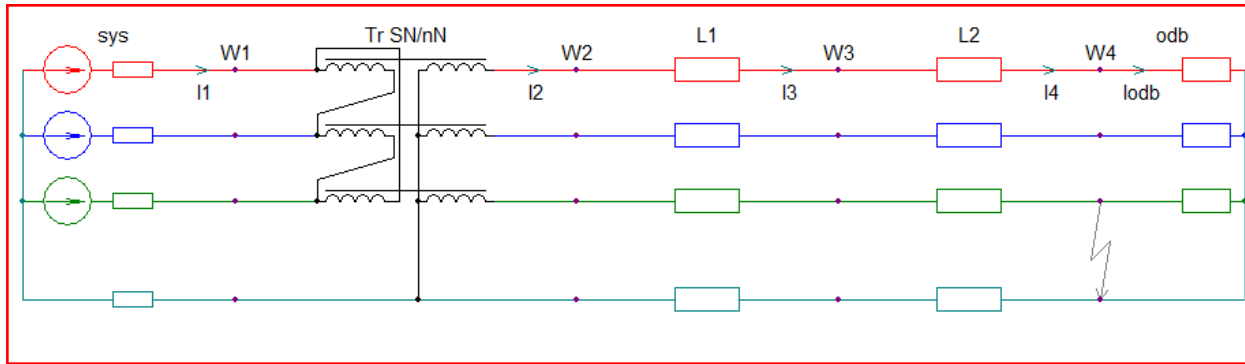 sys
Tr SN/nN
L1
L2
odb
W1
W2
W3
W4
I1
I2
I3
I4
Iodb